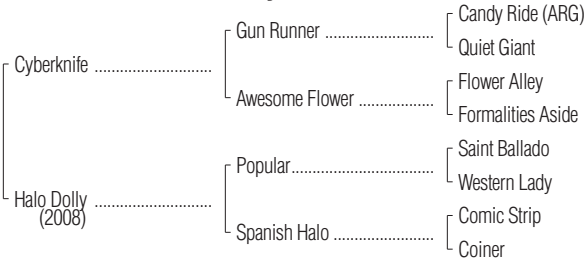 Candy Ride (ARG)
Gun Runner ........................
Quiet Giant
Cyberknife ..........................
Flower Alley
Awesome Flower .................
Formalities Aside
Saint Ballado
Popular................................
Western Lady
Halo Dolly ..........................
(2008)
Comic Strip
Spanish Halo .......................
Coiner